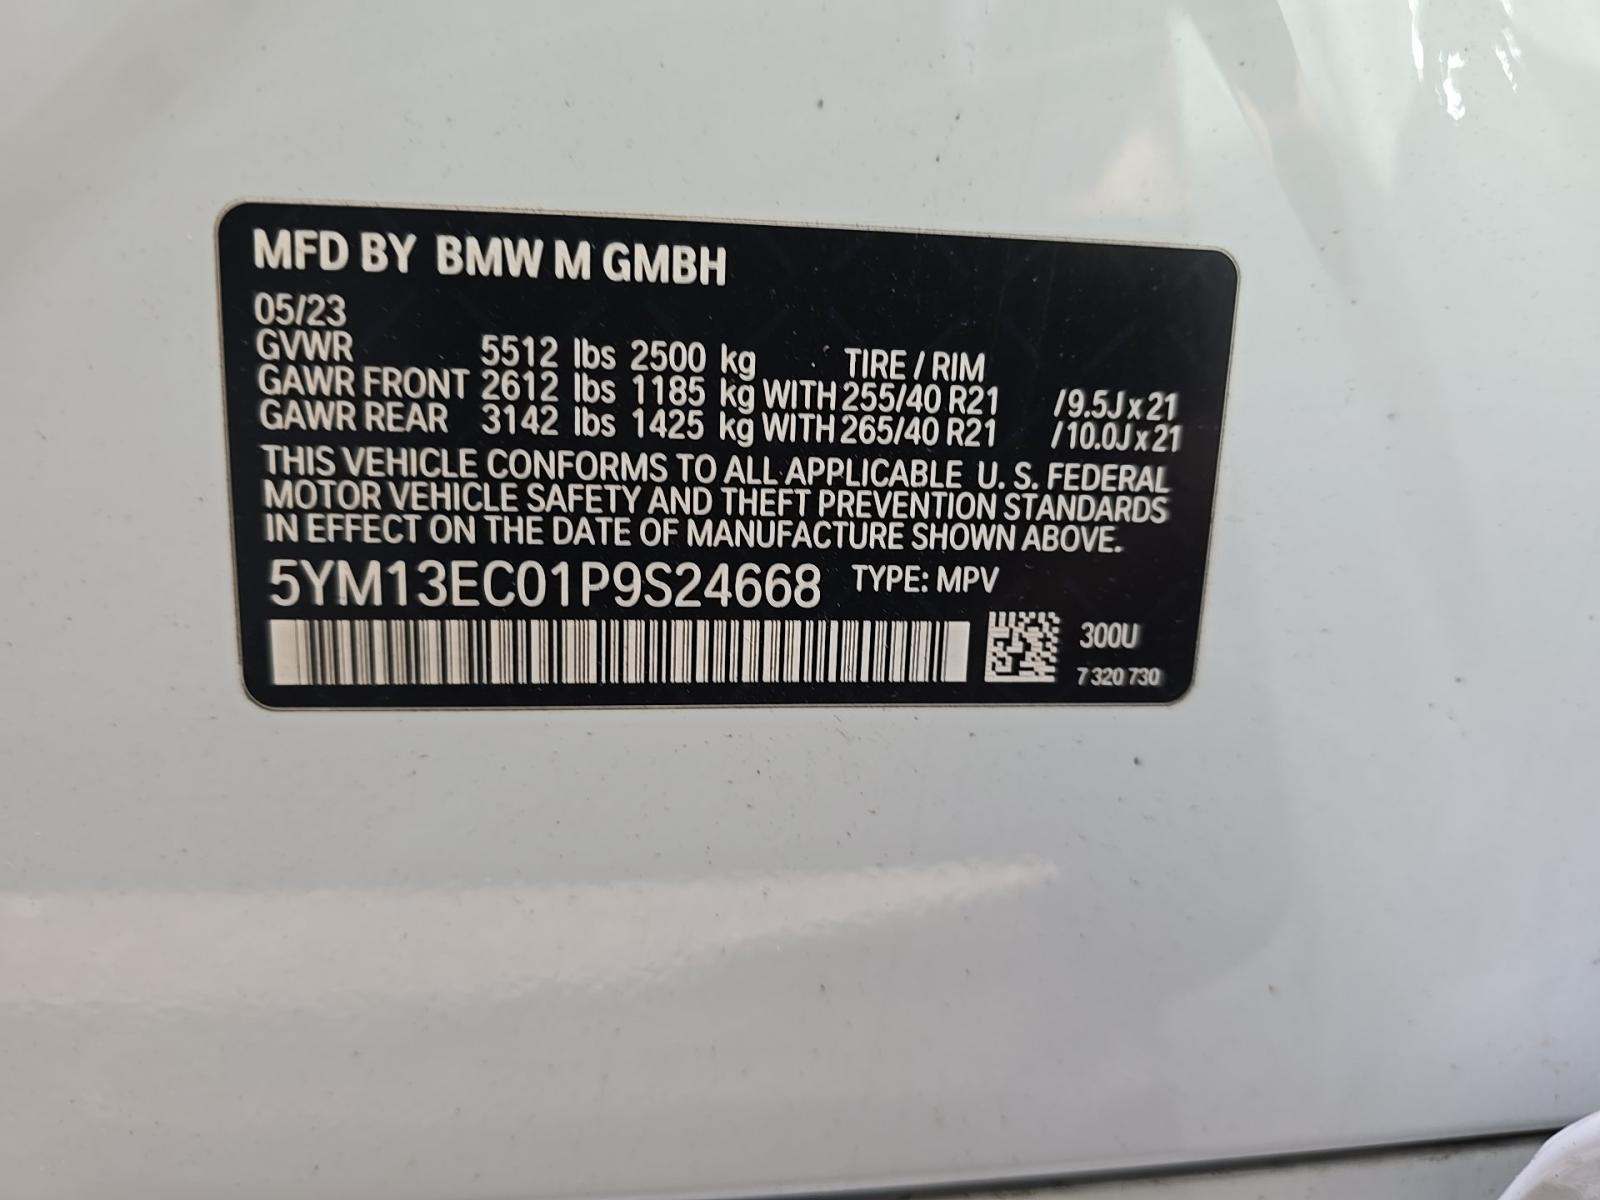 MFD BY BMW M GMBH
05/23
GVWR 5512 lbs 2500 kg TIRE / RIM
GAWR FRONT 2612 lbs 1185 kg WITH 255/40 R21 /9.5J x 21
GAWR REAR 3142 lbs 1425 kg WITH 265/40 R21 /10.0J x 21
THIS VEHICLE CONFORMS TO ALL APPLICABLE U. S. FEDERAL
MOTOR VEHICLE SAFETY AND THEFT PREVENTION STANDARDS
IN EFFECT ON THE DATE OF MANUFACTURE SHOWN ABOVE.
5YM13EC01P9S24668 TYPE: MPV
300U
7 320 730